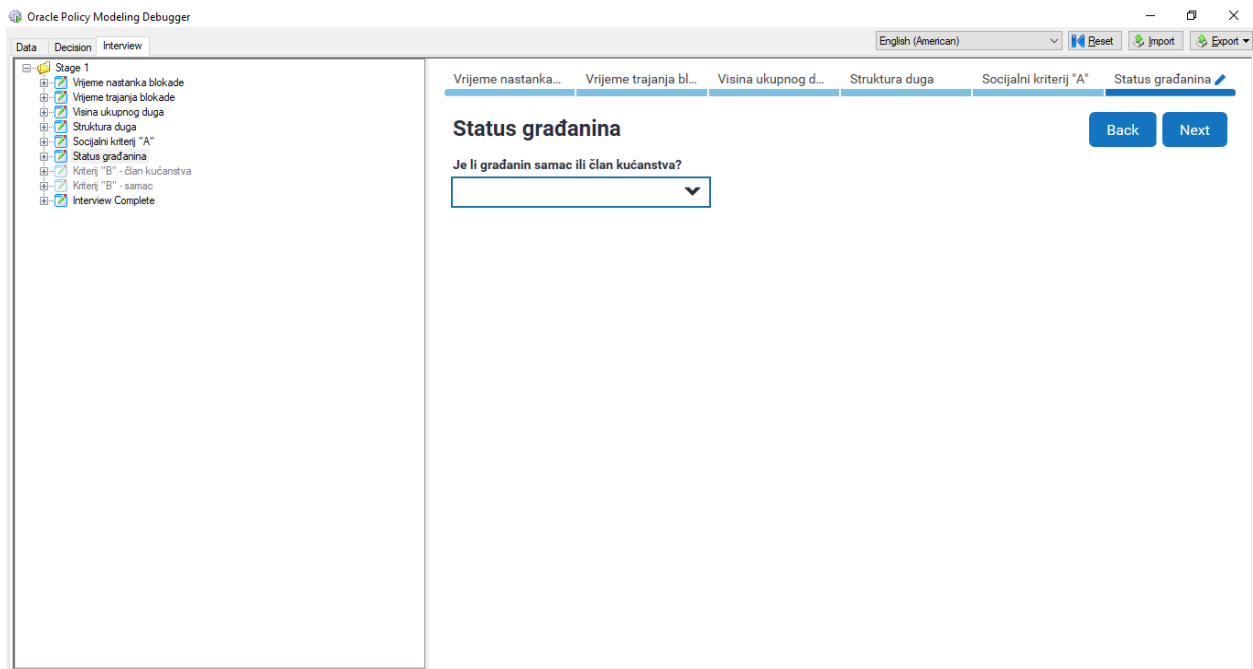 Oracle Policy Modeling Debugger
Data Decision Interview
English (American) Reset Import Export
Stage 1
Vrijeme nastanka blokade
Vrijeme trajanja blokade
Visina ukupnog duga
Struktura duga
Socijalni kriterij "A"
Status građanina
Kriterij "B" - član kućanstva
Kriterij "B" - samac
Interview Complete
Vrijeme nastanka... Vrijeme trajanja bl... Visina ukupnog d... Struktura duga Socijalni kriterij "A" Status građanina
Status građanina
Back Next
Je li građanin samac ili član kućanstva?